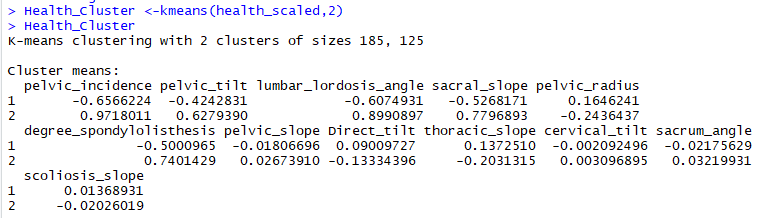 > Health_Cluster <-kmeans(health_scaled,2)
> Health_Cluster
K-means clustering with 2 clusters of sizes 185, 125

Cluster means:
  pelvic_incidence pelvic_tilt lumbar_lordosis_angle sacral_slope pelvic_radius
1       -0.6566224  -0.4242831            -0.6074931   -0.5268171     0.1646241
2        0.9718011   0.6279390             0.8990897    0.7796893    -0.2436437
  degree_spondylolisthesis pelvic_slope Direct_tilt thoracic_slope cervical_tilt sacrum_angle
1               -0.5000965  -0.01806696  0.09009727      0.1372510  -0.002092496  -0.02175629
2                0.7401429   0.02673910 -0.13334396     -0.2031315   0.003096895   0.03219931
  scoliosis_slope
1      0.01368931
2     -0.02026019